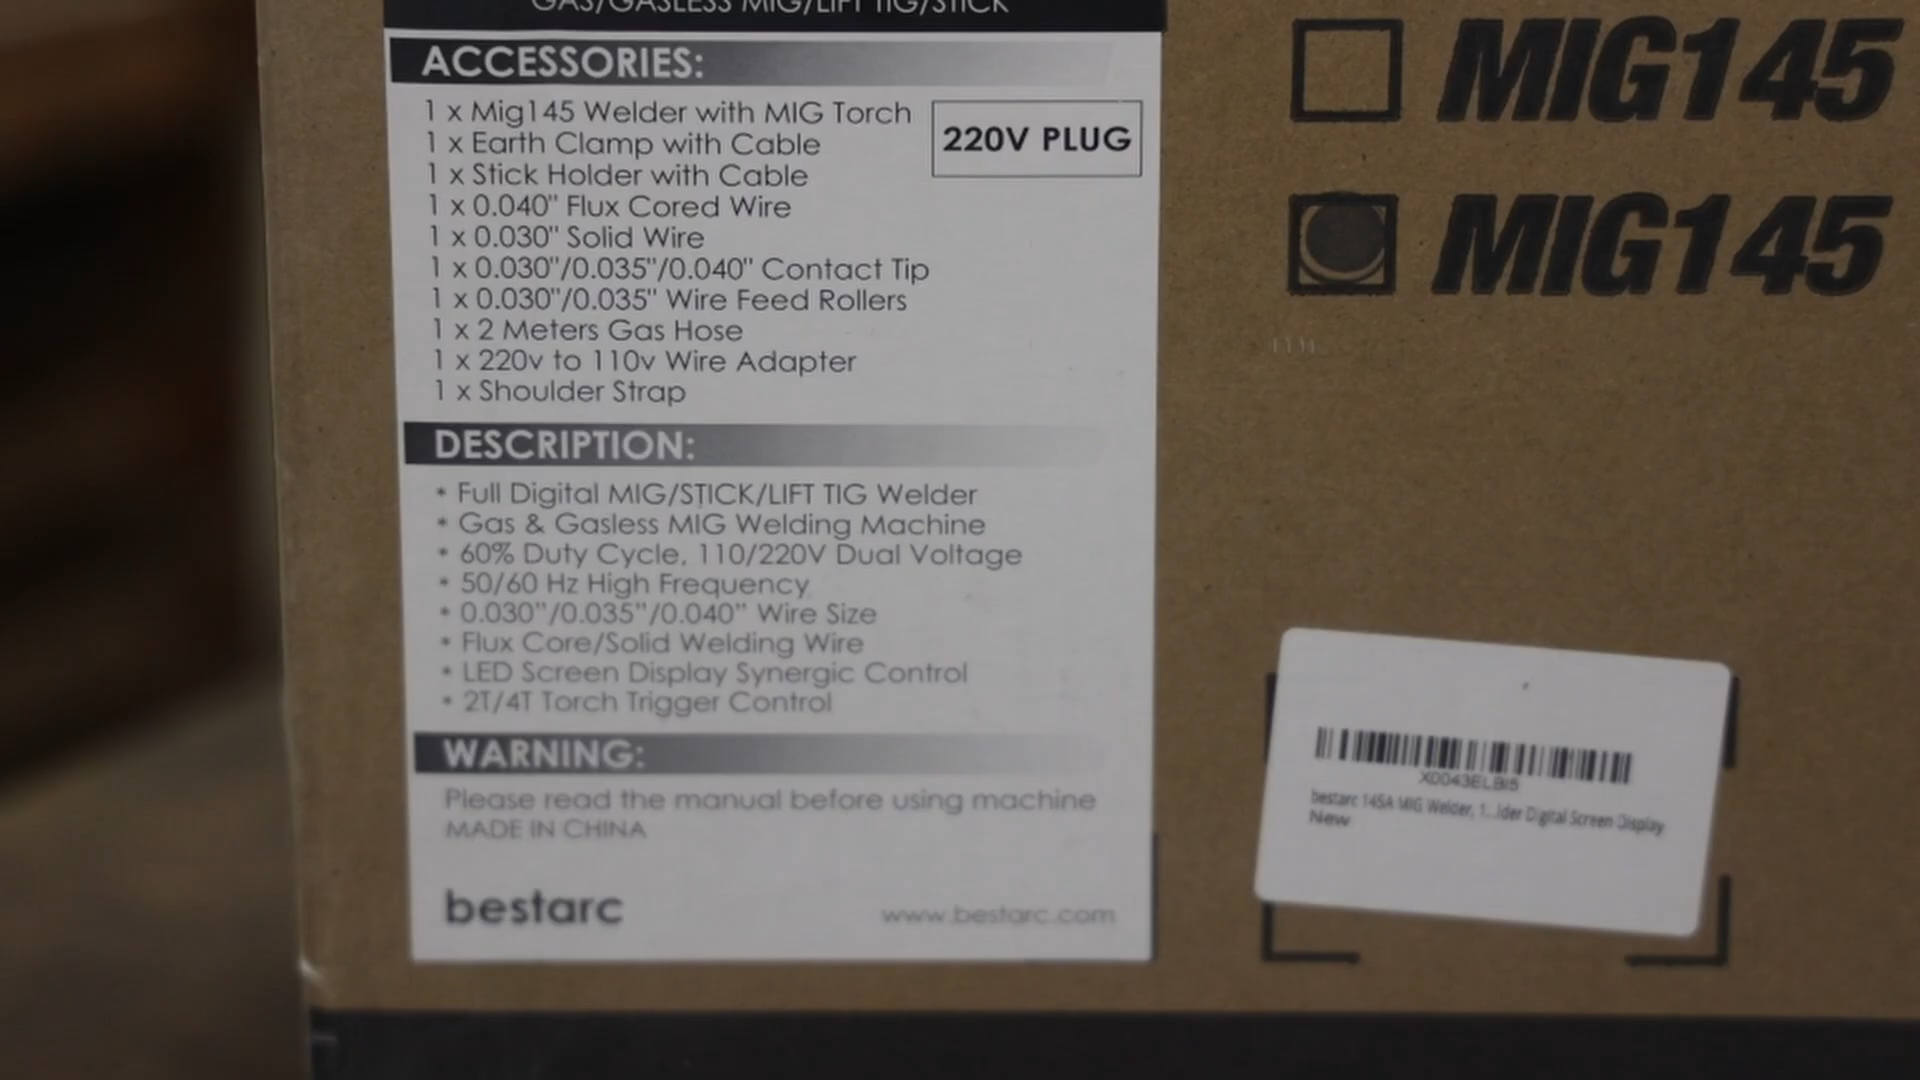 GAS/GASLESS MIG/LIFT TIG/STICK
ACCESSORIES:
1 x Mig145 Welder with MIG Torch
1 x Earth Clamp with Cable
1 x Stick Holder with Cable
1 x 0.040" Flux Cored Wire
1 x 0.030" Solid Wire
1 x 0.030"/0.035"/0.040" Contact Tip
1 x 0.030"/0.035" Wire Feed Rollers
1 x 2 Meters Gas Hose
1 x 220v to 110v Wire Adapter
1 x Shoulder Strap
220V PLUG
DESCRIPTION:
* Full Digital MIG/STICK/LIFT TIG Welder
* Gas & Gasless MIG Welding Machine
* 60% Duty Cycle, 110/220V Dual Voltage
* 50/60 Hz High Frequency
* 0.030"/0.035"/0.040" Wire Size
* Flux Core/Solid Welding Wire
* LED Screen Display Synergic Control
* 2T/4T Torch Trigger Control
WARNING:
Please read the manual before using machine
MADE IN CHINA
bestarc
www.bestarc.com
MIG145
MIG145
X0043ELBI5
bestarc 145A MIG Welder, 1...lder Digital Screen Display
New